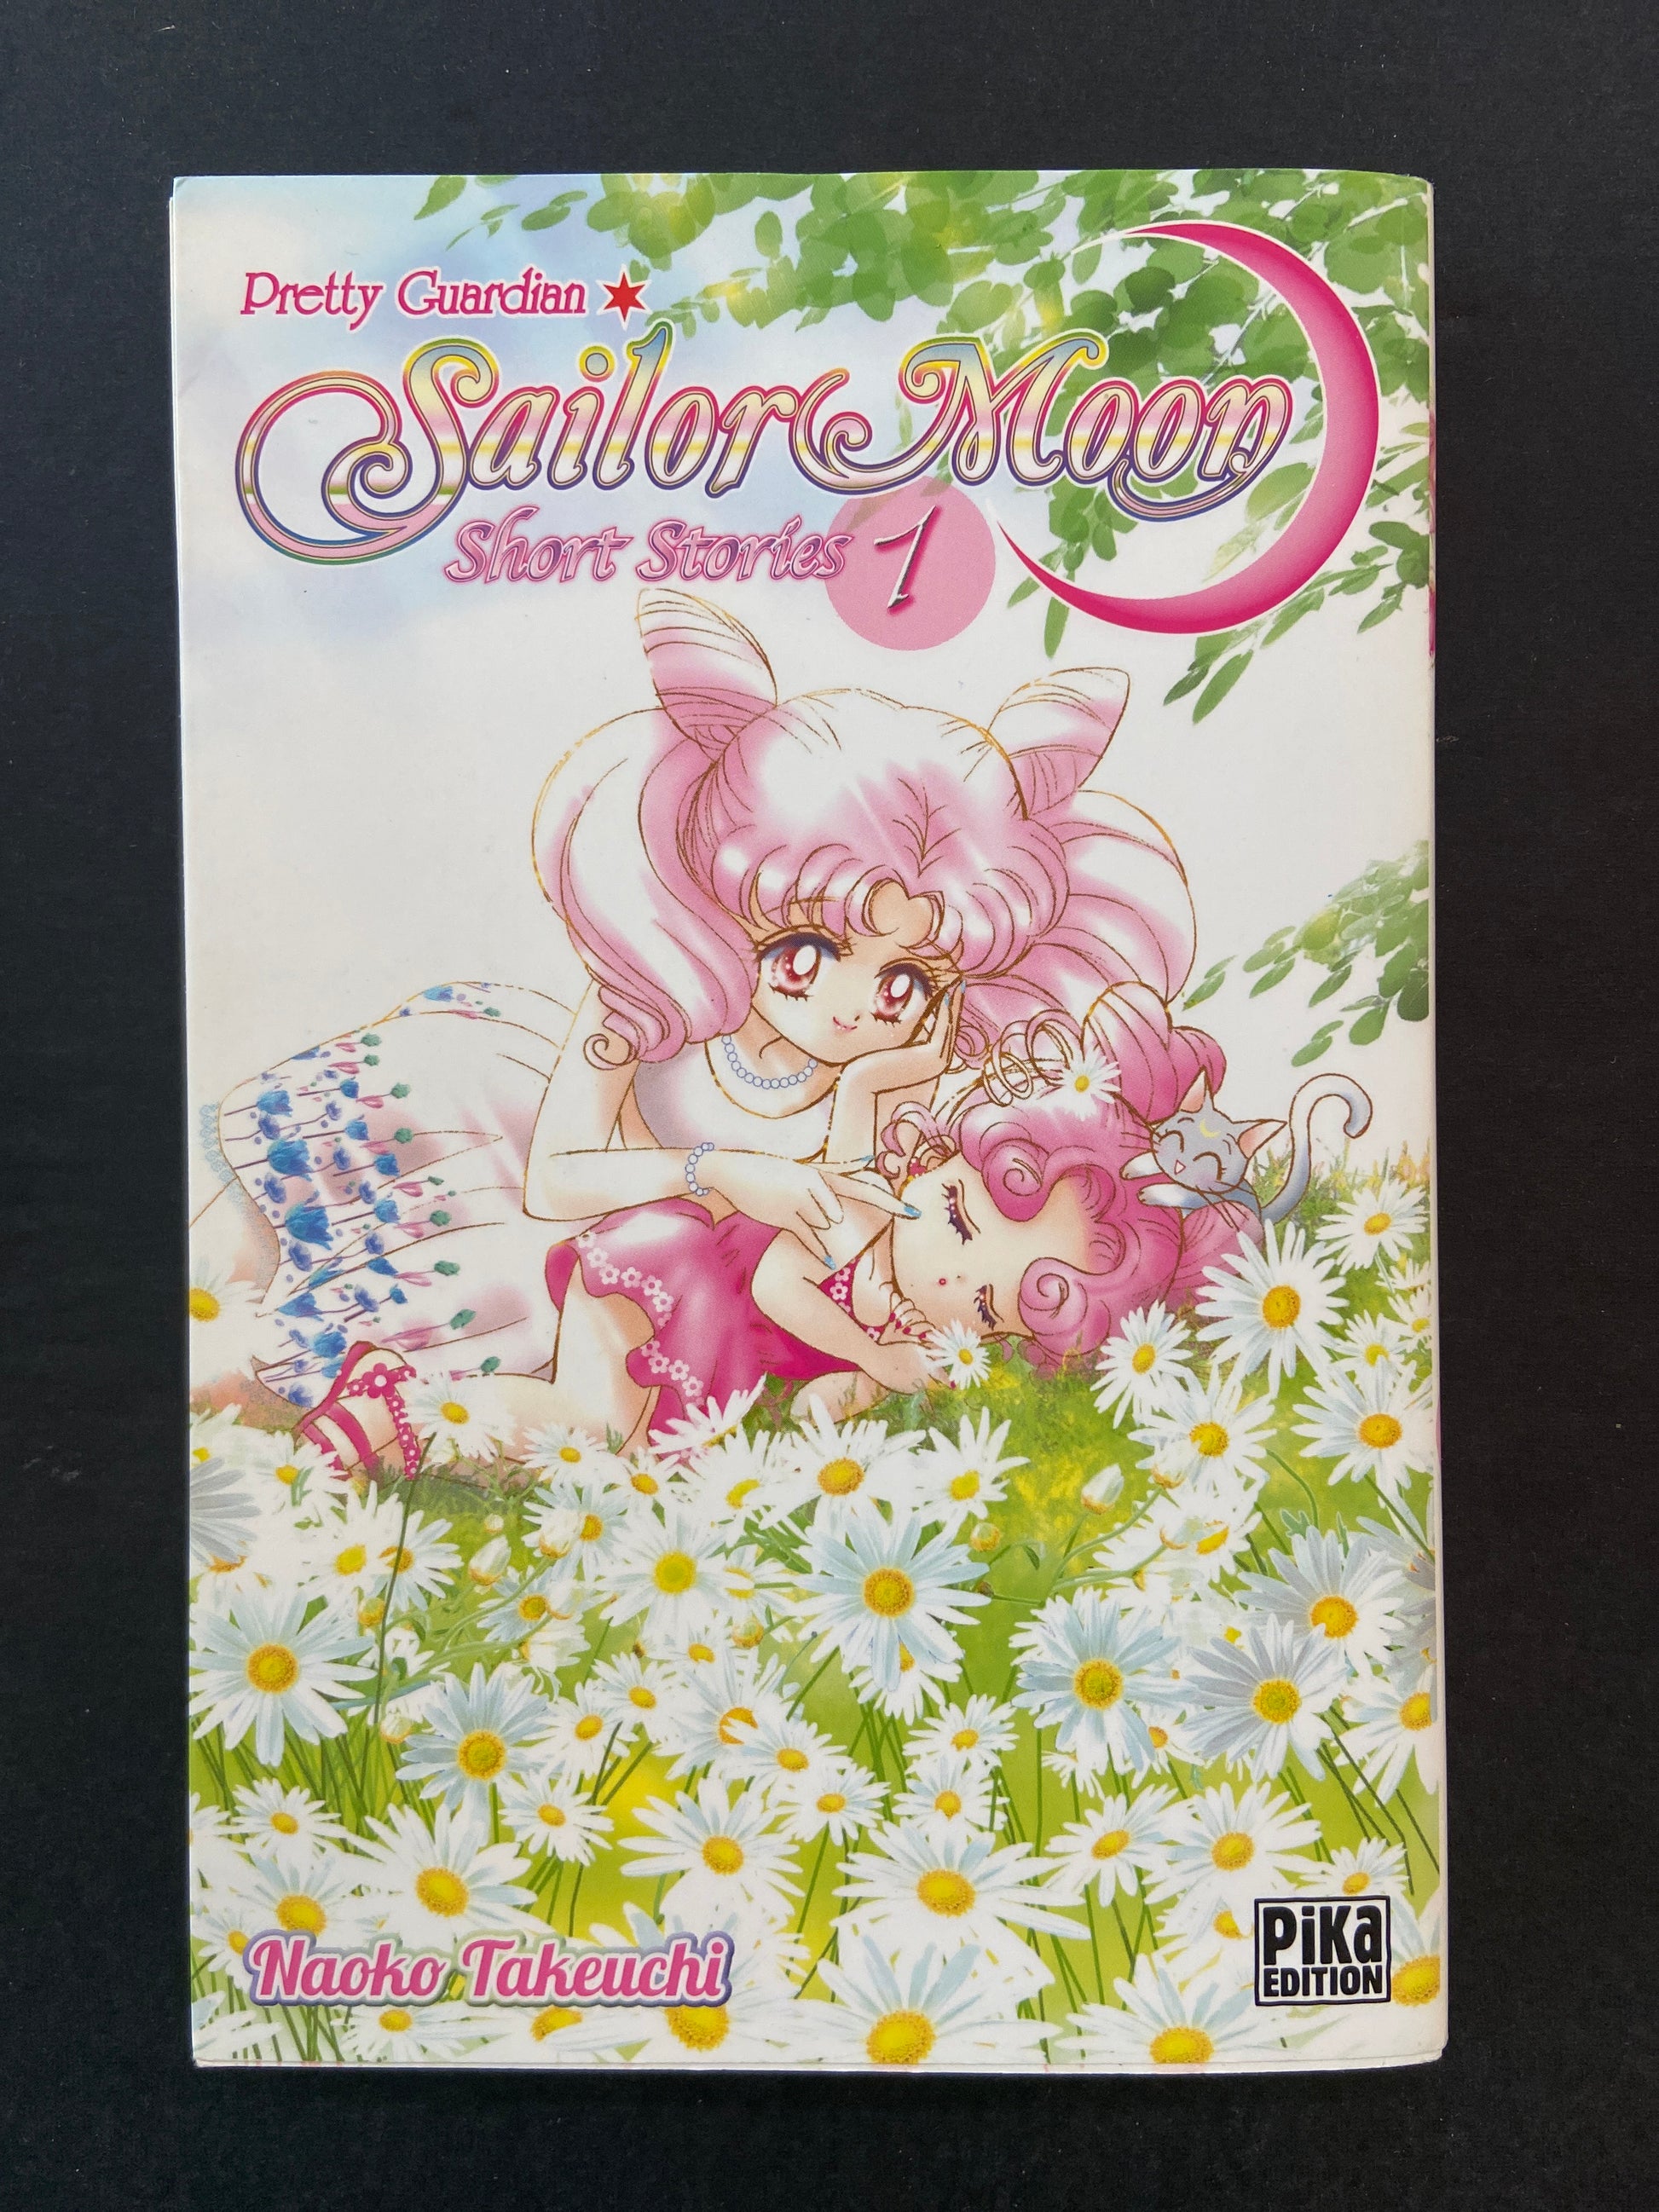 Pretty Guardian
Sailor Moon
Short Stories 1
Naoko Takeuchi
PiKa
EDITION